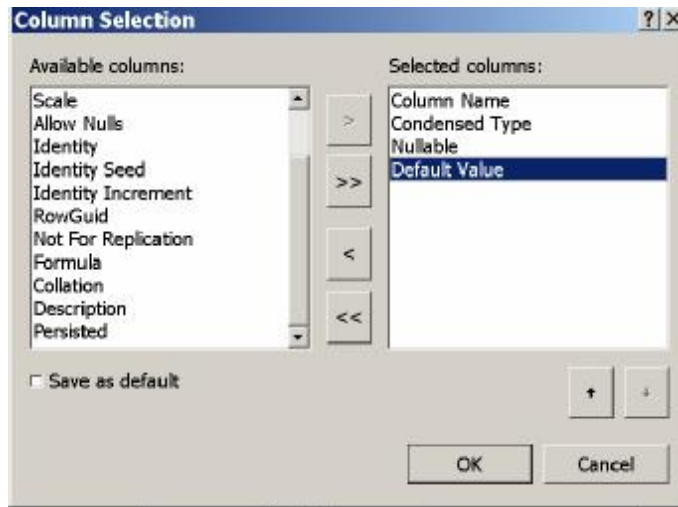 Column Selection
Available columns:
Scale
Allow Nulls
Identity
Identity Seed
Identity Increment
RowGuid
Not For Replication
Formula
Collation
Description
Persisted
>
>>
<
<<
Selected columns:
Column Name
Condensed Type
Nullable
Default Value
Save as default
OK
Cancel